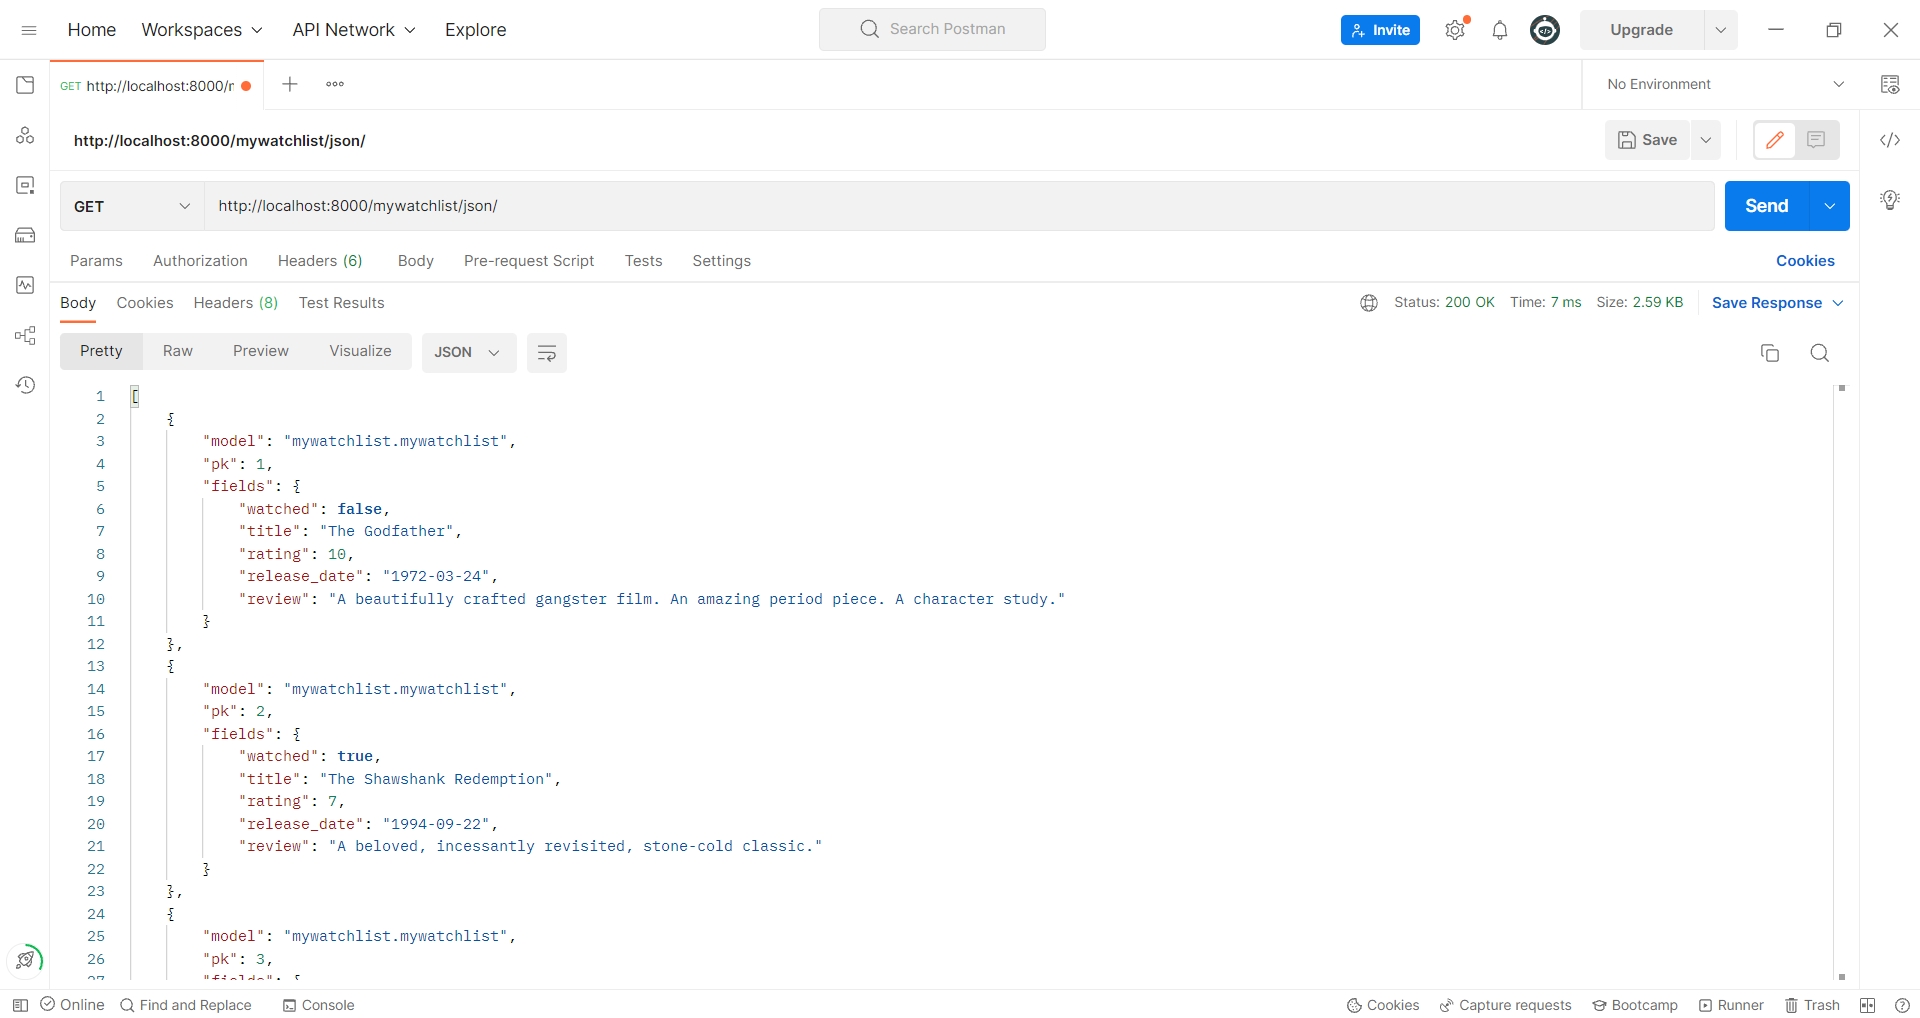 Home Workspaces API Network Explore Search Postman Invite Upgrade
GET http://localhost:8000/r No Environment
http://localhost:8000/mywatchlist/json/ Save
GET http://localhost:8000/mywatchlist/json/ Send
Params Authorization Headers (6) Body Pre-request Script Tests Settings Cookies
Body Cookies Headers (8) Test Results Status: 200 OK Time: 7 ms Size: 2.59 KB Save Response
Pretty Raw Preview Visualize JSON
1 [
2 {
3 "model": "mywatchlist.mywatchlist",
4 "pk": 1,
5 "fields": {
6 "watched": false,
7 "title": "The Godfather",
8 "rating": 10,
9 "release_date": "1972-03-24",
10 "review": "A beautifully crafted gangster film. An amazing period piece. A character study."
11 }
12 },
13 {
14 "model": "mywatchlist.mywatchlist",
15 "pk": 2,
16 "fields": {
17 "watched": true,
18 "title": "The Shawshank Redemption",
19 "rating": 7,
20 "release_date": "1994-09-22",
21 "review": "A beloved, incessantly revisited, stone-cold classic."
22 }
23 },
24 {
25 "model": "mywatchlist.mywatchlist",
26 "pk": 3,
27 "fields": {
Online Find and Replace Console Cookies Capture requests Bootcamp Runner Trash